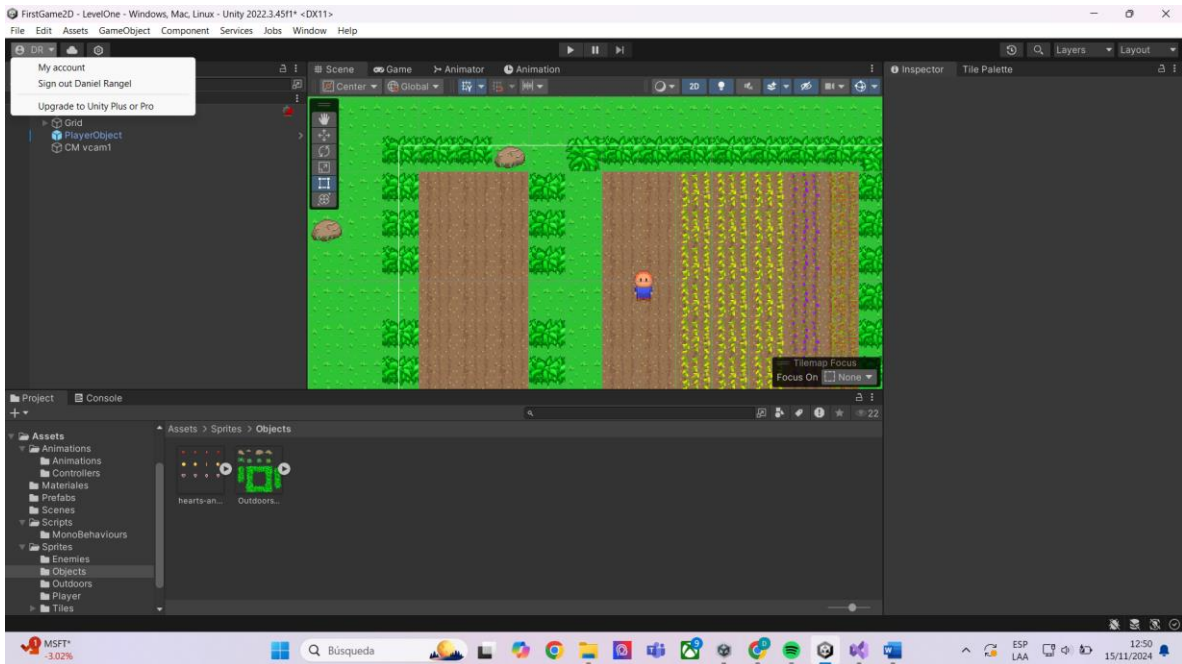 FirstGame2D - LevelOne - Windows, Mac, Linux - Unity 2022.3.45f1* <DX11>
File Edit Assets GameObject Component Services Jobs Window Help
DR Layers Layout
My account
Sign out Daniel Rangel
Upgrade to Unity Plus or Pro
Scene Game Animator Animation
Inspector Tile Palette
Center Global 2D
Grid
PlayerObject
CM vcam1
Tilemap Focus
Focus On None
Project Console
22
Assets
Animations
Animations
Controllers
Materiales
Prefabs
Scenes
Scripts
MonoBehaviours
Sprites
Enemies
Objects
Outdoors
Player
Tiles
Assets > Sprites > Objects
hearts-an...
Outdoors...
1
MSFT*
-3.02%
Búsqueda
9
ESP
LAA
12:50
15/11/2024